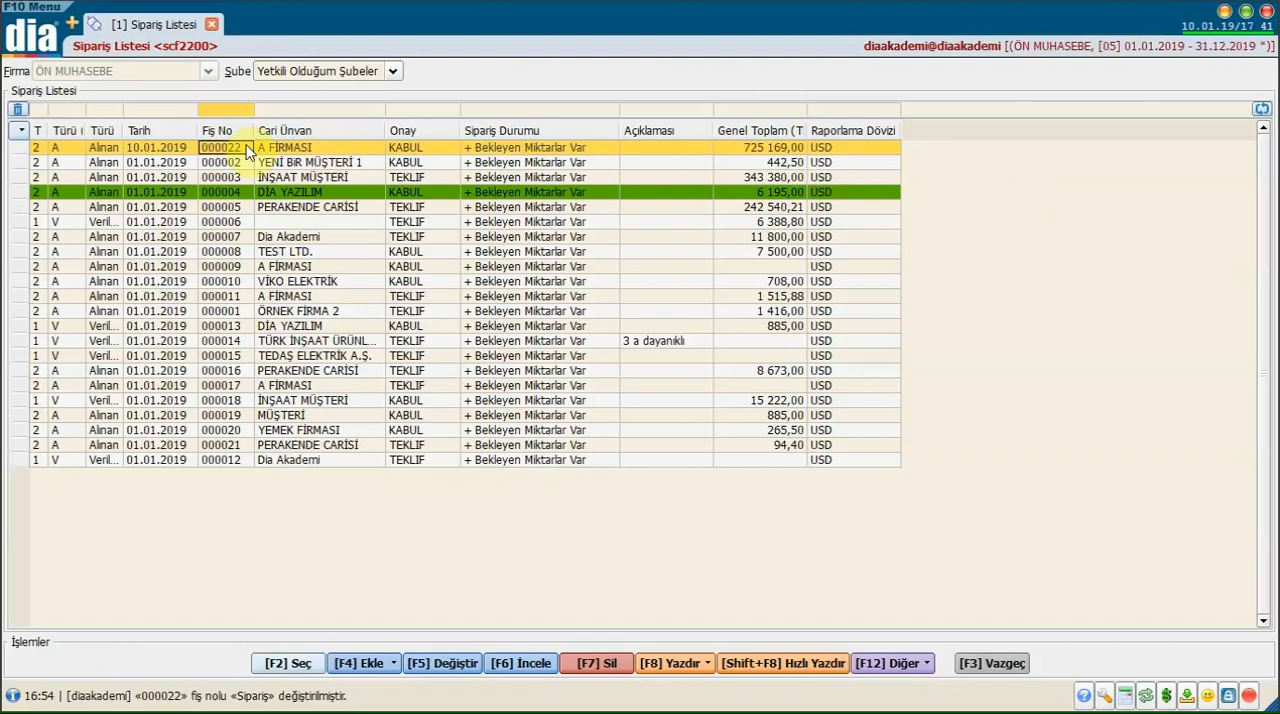 F10 Menu
dia
[1] Sipariş Listesi
10.01.19/17 41
Sipariş Listesi <scf2200>
diaakademi@diaakademi [(ÖN MUHASEBE, [05] 01.01.2019 - 31.12.2019 *)]
Firma ÖN MUHASEBE Şube Yetkili Olduğum Şubeler
Sipariş Listesi
T Türü ( Türü Tarih Fiş No Cari Ünvan Onay Sipariş Durumu Açıklaması Genel Toplam (T Raporlama Dövizi
2 A Alınan 10.01.2019 000022 A FİRMASI KABUL + Bekleyen Miktarlar Var 725 169,00 USD
2 A Alınan 01.01.2019 000002 YENİ BİR MÜŞTERİ 1 KABUL + Bekleyen Miktarlar Var 442,50 USD
2 A Alınan 01.01.2019 000003 İNŞAAT MÜŞTERİ TEKLIF + Bekleyen Miktarlar Var 343 380,00 USD
2 A Alınan 01.01.2019 000004 DİA YAZILIM KABUL + Bekleyen Miktarlar Var 6 195,00 USD
2 A Alınan 01.01.2019 000005 PERAKENDE CARİSİ TEKLIF + Bekleyen Miktarlar Var 242 540,21 USD
1 V Veril... 01.01.2019 000006 TEKLIF + Bekleyen Miktarlar Var 6 388,80 USD
2 A Alınan 01.01.2019 000007 Dia Akademi TEKLIF + Bekleyen Miktarlar Var 11 800,00 USD
2 A Alınan 01.01.2019 000008 TEST LTD. KABUL + Bekleyen Miktarlar Var 7 500,00 USD
2 A Alınan 01.01.2019 000009 A FİRMASI KABUL + Bekleyen Miktarlar Var USD
2 A Alınan 01.01.2019 000010 VİKO ELEKTRİK KABUL + Bekleyen Miktarlar Var 708,00 USD
2 A Alınan 01.01.2019 000011 A FİRMASI TEKLIF + Bekleyen Miktarlar Var 1 515,88 USD
2 A Alınan 01.01.2019 000001 ÖRNEK FİRMA 2 KABUL + Bekleyen Miktarlar Var 1 416,00 USD
1 V Veril... 01.01.2019 000013 DİA YAZILIM KABUL + Bekleyen Miktarlar Var 885,00 USD
1 V Veril... 01.01.2019 000014 TÜRK İNŞAAT ÜRÜNL... TEKLIF + Bekleyen Miktarlar Var 3 a dayanıklı USD
1 V Veril... 01.01.2019 000015 TEDAŞ ELEKTRİK A.Ş. TEKLIF + Bekleyen Miktarlar Var USD
2 A Alınan 01.01.2019 000016 PERAKENDE CARİSİ TEKLIF + Bekleyen Miktarlar Var 8 673,00 USD
2 A Alınan 01.01.2019 000017 A FİRMASI TEKLIF + Bekleyen Miktarlar Var USD
1 V Veril... 01.01.2019 000018 İNŞAAT MÜŞTERİ KABUL + Bekleyen Miktarlar Var 15 222,00 USD
2 A Alınan 01.01.2019 000019 MÜŞTERİ KABUL + Bekleyen Miktarlar Var 885,00 USD
2 A Alınan 01.01.2019 000020 YEMEK FİRMASI KABUL + Bekleyen Miktarlar Var 265,50 USD
2 A Alınan 01.01.2019 000021 PERAKENDE CARİSİ TEKLIF + Bekleyen Miktarlar Var 94,40 USD
1 V Veril... 01.01.2019 000012 Dia Akademi TEKLIF + Bekleyen Miktarlar Var USD
İşlemler
[F2] Seç [F4] Ekle [F5] Değiştir [F6] İncele [F7] Sil [F8] Yazdır [Shift+F8] Hızlı Yazdır [F12] Diğer [F3] Vazgeç
16:54 | [diaakademi] «000022» fiş nolu «Sipariş» değiştirilmiştir.